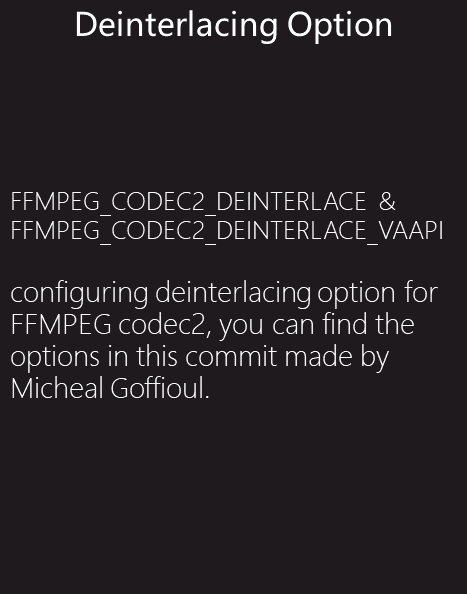 Deinterlacing Option
FFMPEG_CODEC2_DEINTERLACE &
FFMPEG_CODEC2_DEINTERLACE_VAAPI
configuring deinterlacing option for
FFMPEG codec2, you can find the
options in this commit made by
Micheal Goffioul.